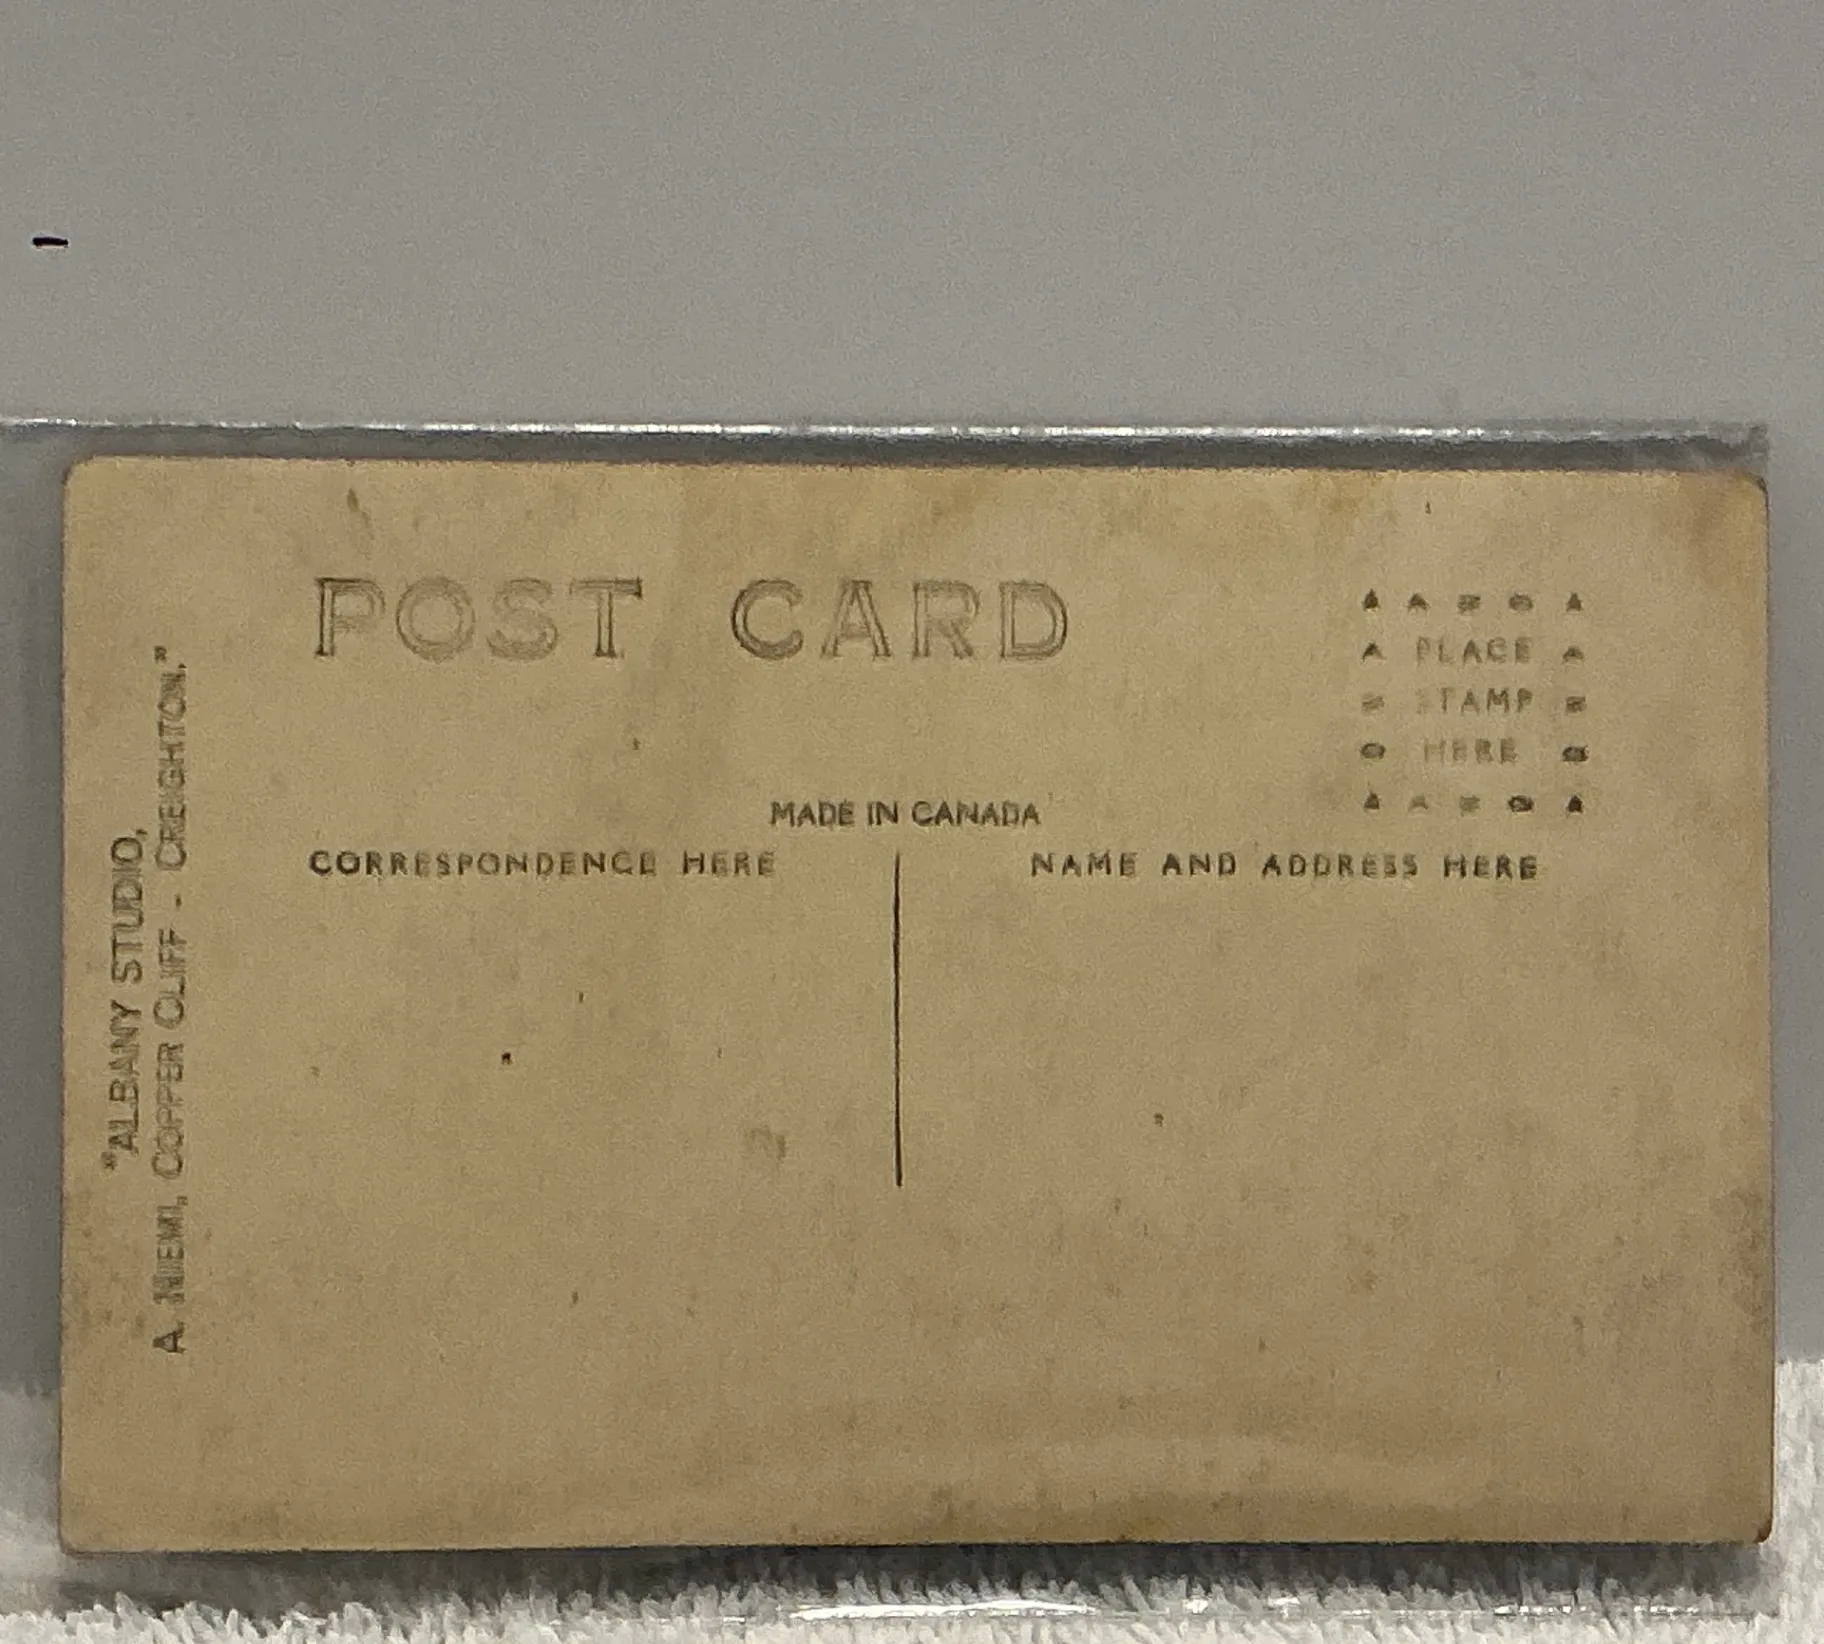 POST CARD
PLACE
STAMP
HERE
MADE IN CANADA
CORRESPONDENCE HERE
NAME AND ADDRESS HERE
"ALBANY STUDIO,
A. NIEMI, COPPER CLIFF - CREIGHTON."